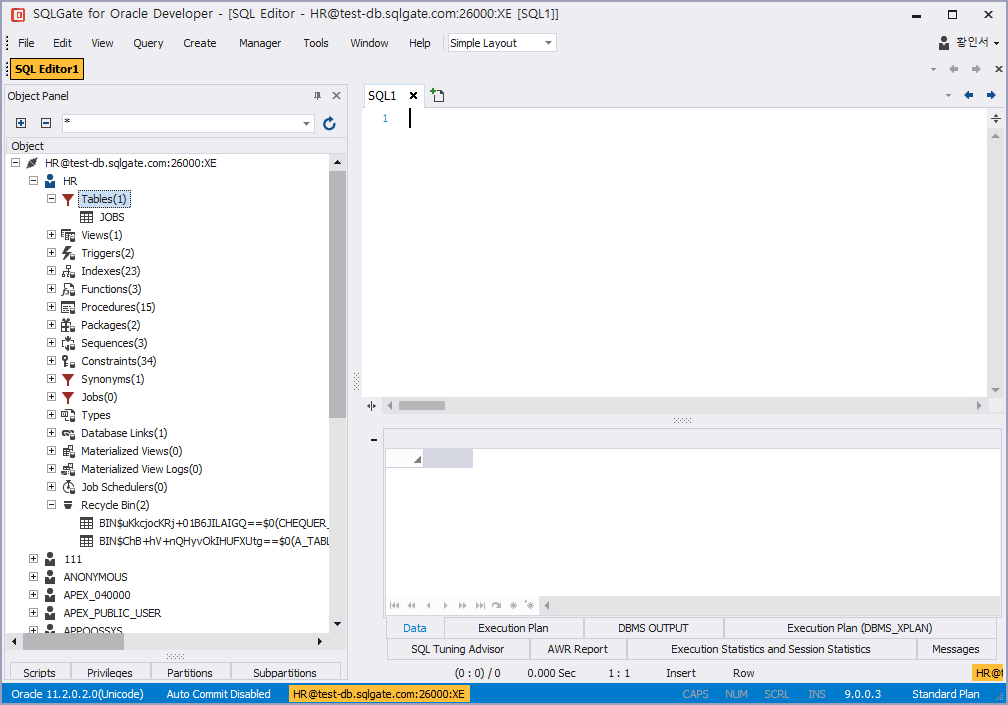 SQLGate for Oracle Developer - [SQL Editor - HR@test-db.sqlgate.com:26000:XE [SQL1]]
File Edit View Query Create Manager Tools Window Help Simple Layout 황인서
SQL Editor1
Object Panel
*
Object
HR@test-db.sqlgate.com:26000:XE
HR
Tables(1)
JOBS
Views(1)
Triggers(2)
Indexes(23)
Functions(3)
Procedures(15)
Packages(2)
Sequences(3)
Constraints(34)
Synonyms(1)
Jobs(0)
Types
Database Links(1)
Materialized Views(0)
Materialized View Logs(0)
Job Schedulers(0)
Recycle Bin(2)
BIN$uKkcjocKRj+01B6JILAIGQ==$0(CHEQUER_
BIN$ChB+hV+nQHyvOkIHUFXUtg==$0(A_TABL
111
ANONYMOUS
APEX_040000
APEX_PUBLIC_USER
APPQOSSYS
Scripts Privileges Partitions Subpartitions
SQL1
1
Data Execution Plan DBMS OUTPUT Execution Plan (DBMS_XPLAN)
SQL Tuning Advisor AWR Report Execution Statistics and Session Statistics Messages
(0 : 0) / 0 0.000 Sec 1 : 1 Insert Row HR@t
Oracle 11.2.0.2.0(Unicode) Auto Commit Disabled HR@test-db.sqlgate.com:26000:XE CAPS NUM SCRL INS 9.0.0.3 Standard Plan